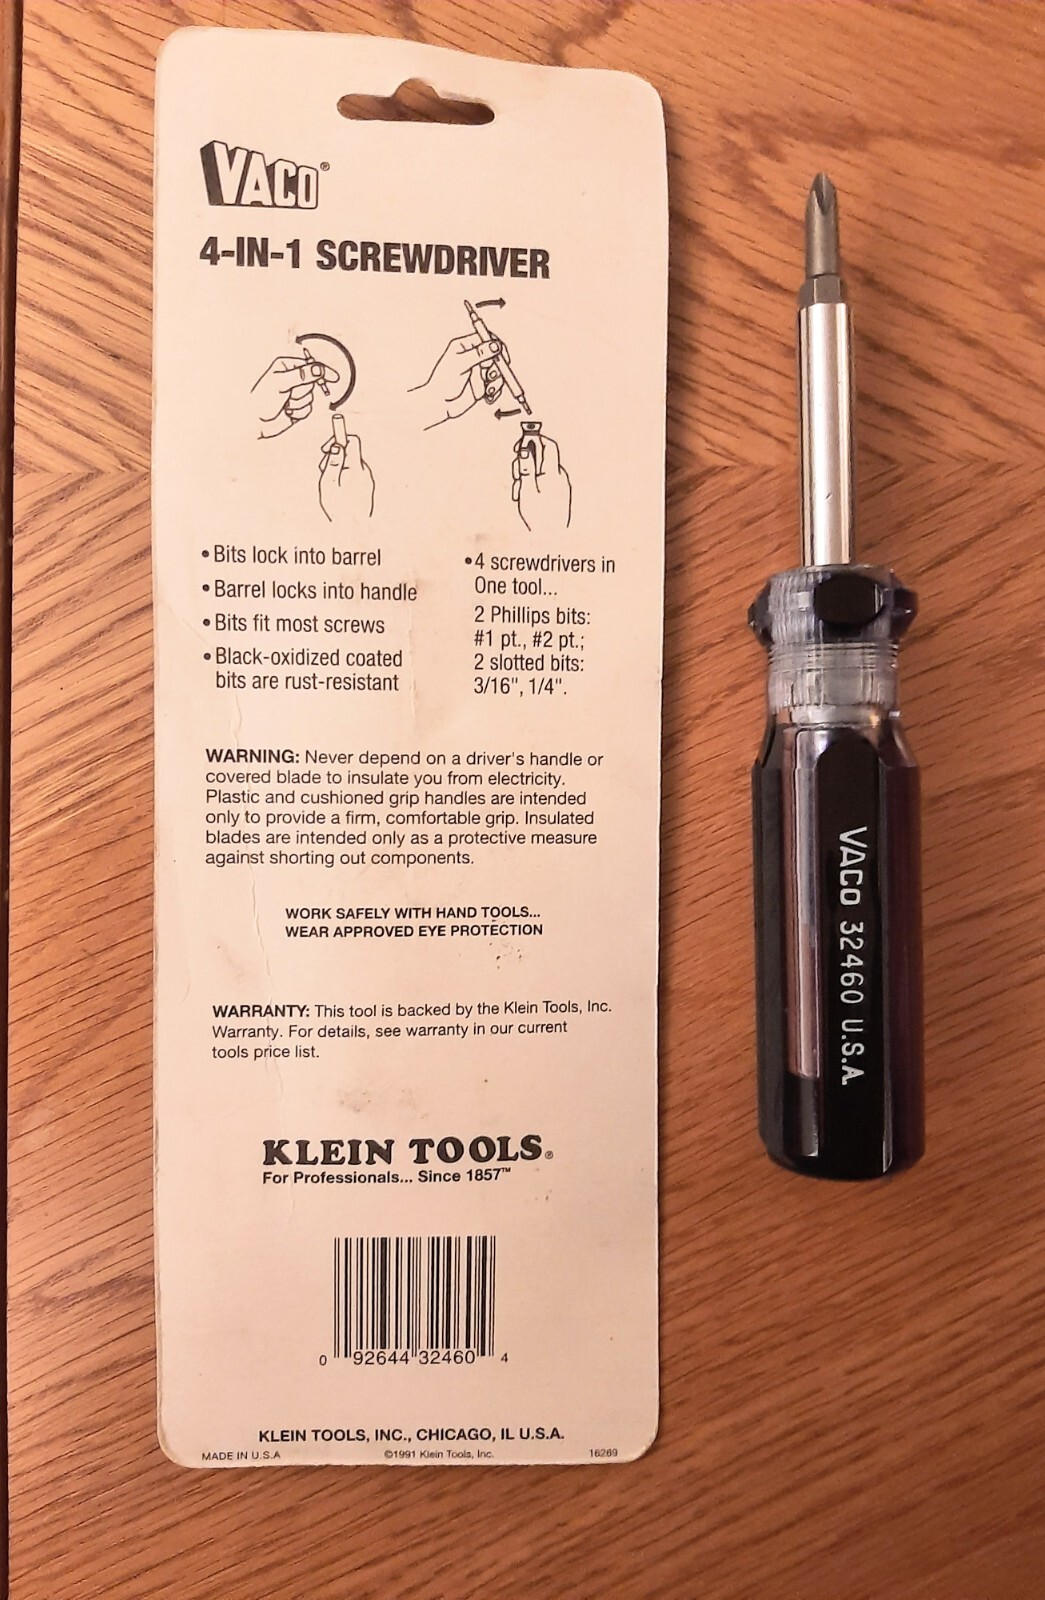 VACO®
4-IN-1 SCREWDRIVER
• Bits lock into barrel
• Barrel locks into handle
• Bits fit most screws
• Black-oxidized coated
bits are rust-resistant
• 4 screwdrivers in
One tool...
2 Phillips bits:
#1 pt., #2 pt.;
2 slotted bits:
3/16", 1/4".
WARNING: Never depend on a driver's handle or
covered blade to insulate you from electricity.
Plastic and cushioned grip handles are intended
only to provide a firm, comfortable grip. Insulated
blades are intended only as a protective measure
against shorting out components.
WORK SAFELY WITH HAND TOOLS...
WEAR APPROVED EYE PROTECTION
WARRANTY: This tool is backed by the Klein Tools, Inc.
Warranty. For details, see warranty in our current
tools price list.
KLEIN TOOLS®
For Professionals... Since 1857™
0 92644 32460 4
KLEIN TOOLS, INC., CHICAGO, IL U.S.A.
MADE IN U.S.A ©1991 Klein Tools, Inc. 16269
VACO 32460 U.S.A.